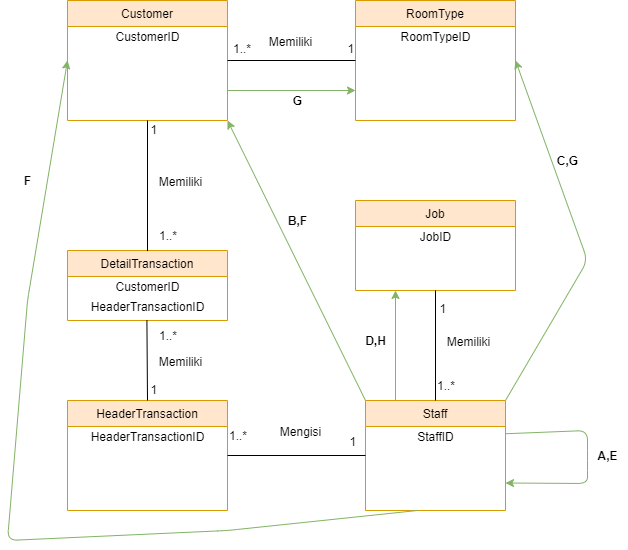 Customer
CustomerID
RoomType
RoomTypeID
1..*
Memiliki
1
G
F
1
Memiliki
1..*
B,F
C,G
Job
JobID
DetailTransaction
CustomerID
HeaderTransactionID
1..*
Memiliki
1
D,H
1
Memiliki
1..*
HeaderTransaction
HeaderTransactionID
1..*
Mengisi
1
Staff
StaffID
A,E